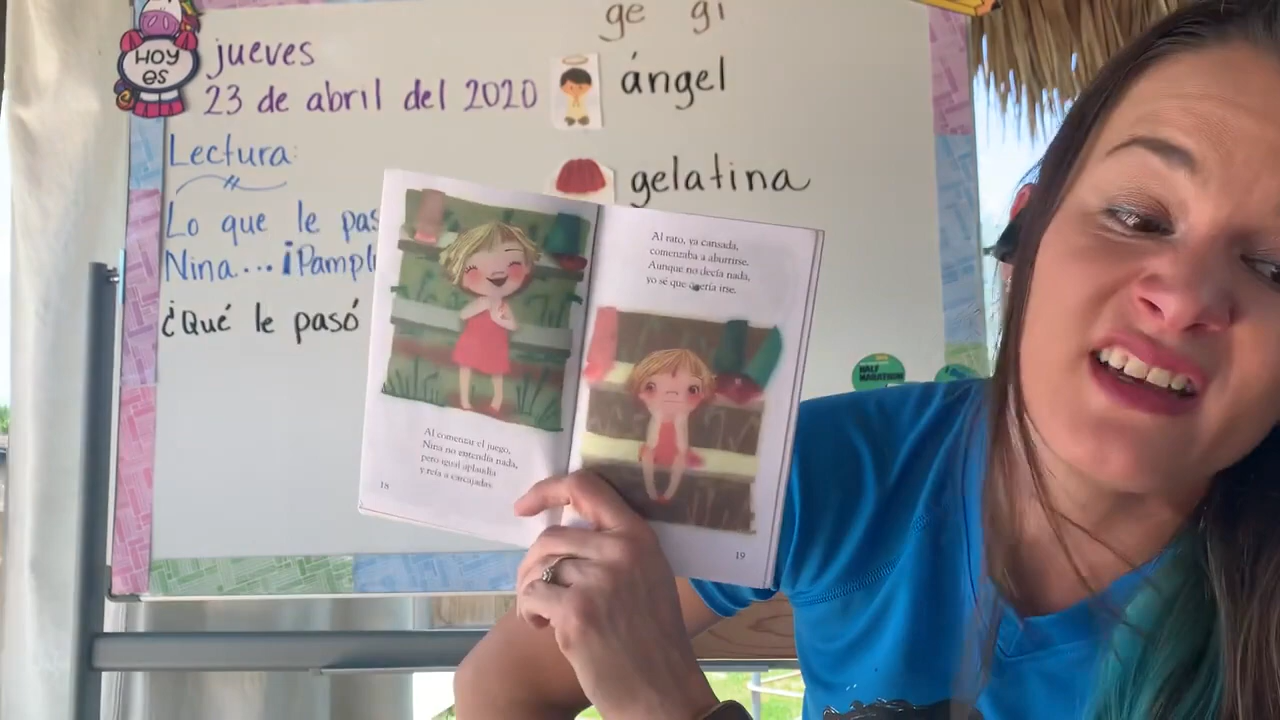 ge gi
HOY
es
jueves
23 de abril del 2020
ángel
Lectura:
gelatina
Lo que le pas
Nina... ¡Pampl
¿Qué le pasó
Al comenzar el juego,
Nina no entendía nada,
pero igual aplaudía
y reía a carcajadas.
18
Al rato, ya cansada,
comenzaba a aburrirse.
Aunque no decía nada,
yo sé que quería irse.
19
HALF
MARATHON